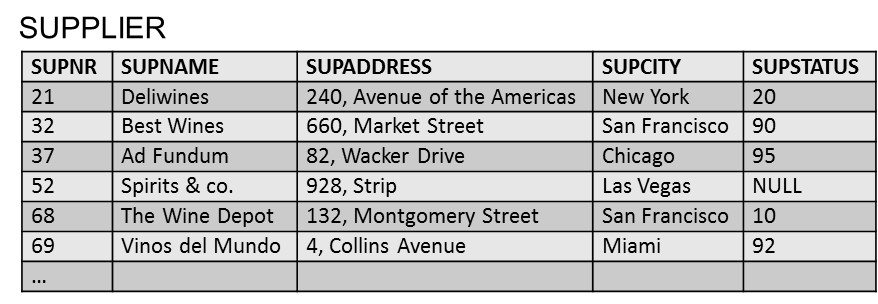 SUPPLIER
SUPNR SUPNAME SUPADDRESS SUPCITY SUPSTATUS
21 Deliwines 240, Avenue of the Americas New York 20
32 Best Wines 660, Market Street San Francisco 90
37 Ad Fundum 82, Wacker Drive Chicago 95
52 Spirits & co. 928, Strip Las Vegas NULL
68 The Wine Depot 132, Montgomery Street San Francisco 10
69 Vinos del Mundo 4, Collins Avenue Miami 92
...